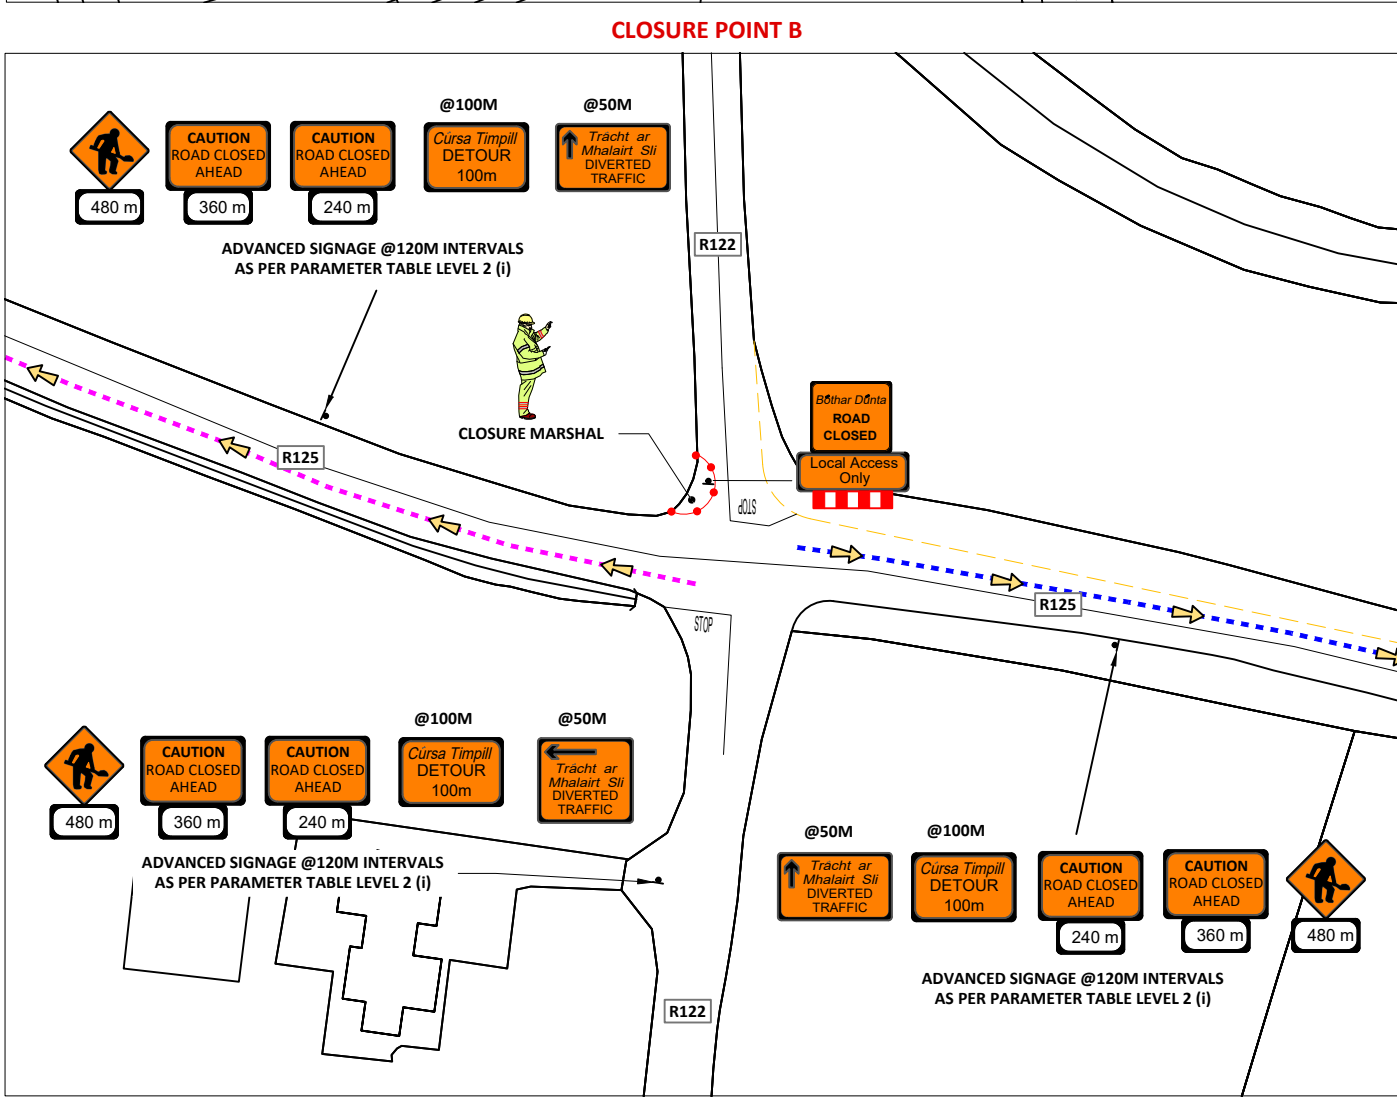 CLOSURE POINT B
@100M
@50M
CAUTION
ROAD CLOSED
AHEAD
CAUTION
ROAD CLOSED
AHEAD
Cúrsa Timpill
DETOUR
100m
Trácht ar
Mhalairt Slí
DIVERTED
TRAFFIC
480 m
360 m
240 m
ADVANCED SIGNAGE @120M INTERVALS
AS PER PARAMETER TABLE LEVEL 2 (i)
R122
CLOSURE MARSHAL
Bóthar Dúnta
ROAD
CLOSED
Local Access
Only
R125
STOP
R125
STOP
@100M
@50M
CAUTION
ROAD CLOSED
AHEAD
CAUTION
ROAD CLOSED
AHEAD
Cúrsa Timpill
DETOUR
100m
Trácht ar
Mhalairt Slí
DIVERTED
TRAFFIC
480 m
360 m
240 m
ADVANCED SIGNAGE @120M INTERVALS
AS PER PARAMETER TABLE LEVEL 2 (i)
@50M
@100M
Trácht ar
Mhalairt Slí
DIVERTED
TRAFFIC
Cúrsa Timpill
DETOUR
100m
CAUTION
ROAD CLOSED
AHEAD
CAUTION
ROAD CLOSED
AHEAD
240 m
360 m
480 m
ADVANCED SIGNAGE @120M INTERVALS
AS PER PARAMETER TABLE LEVEL 2 (i)
R122